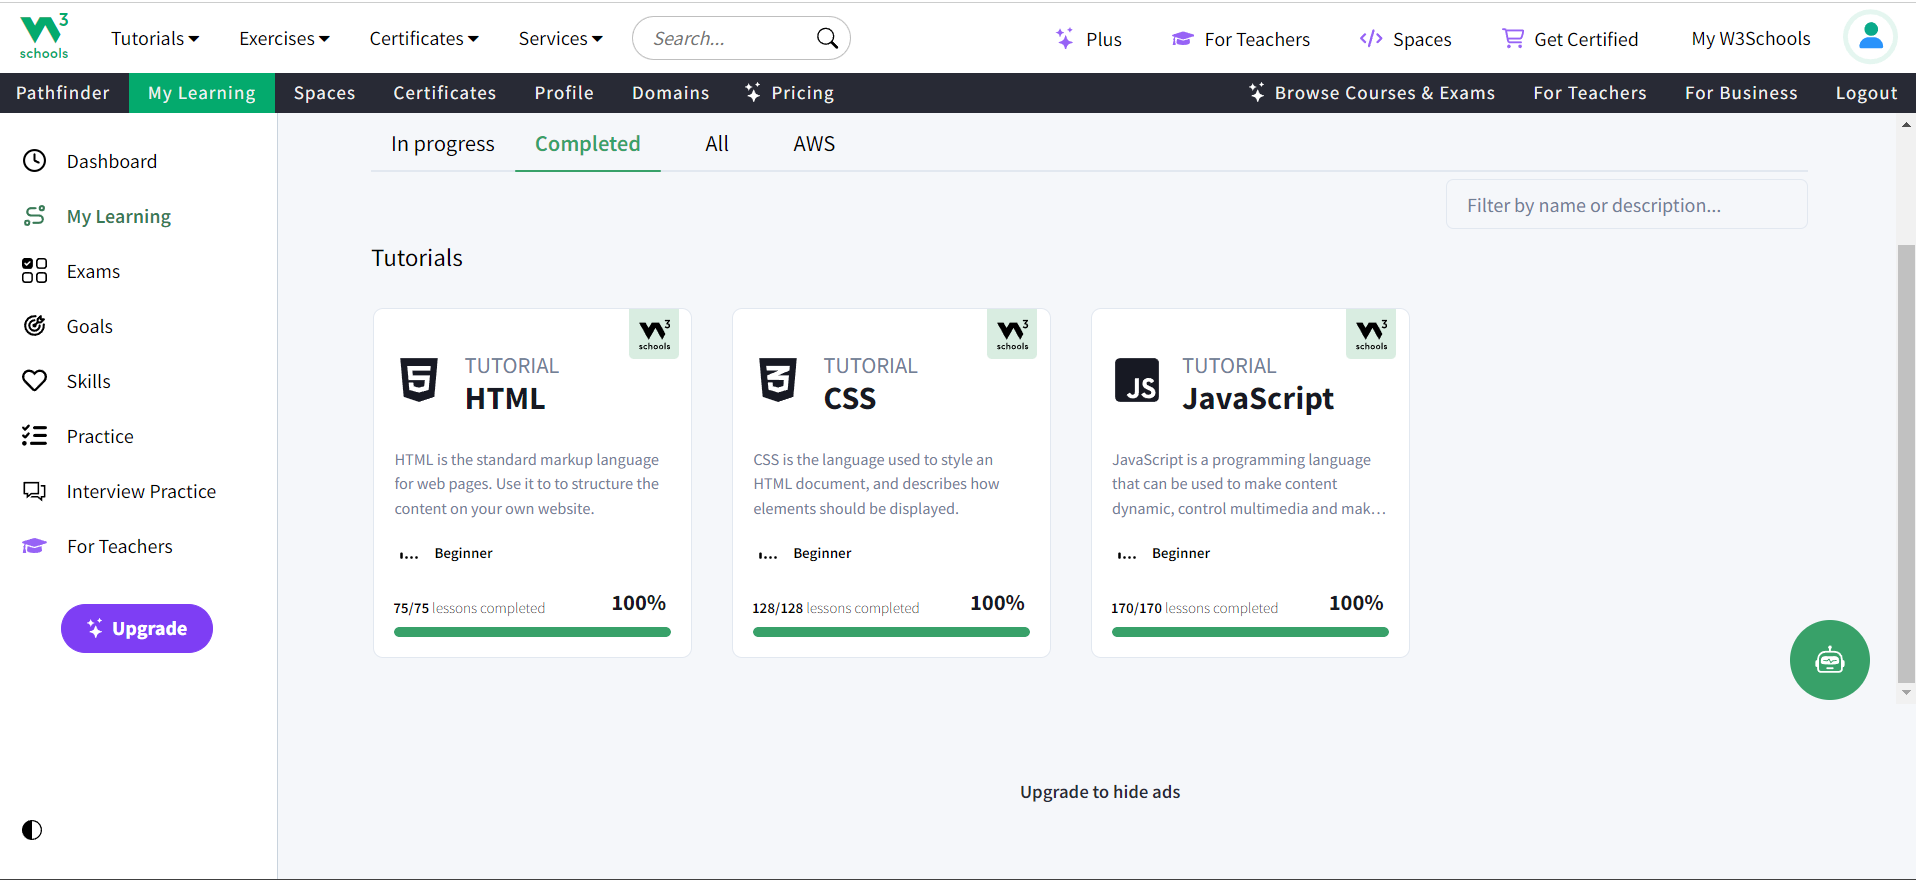 W3 schools
Tutorials Exercises Certificates Services Search... Plus For Teachers Spaces Get Certified My W3Schools
Pathfinder My Learning Spaces Certificates Profile Domains Pricing Browse Courses & Exams For Teachers For Business Logout
Dashboard
My Learning
Exams
Goals
Skills
Practice
Interview Practice
For Teachers
Upgrade
In progress Completed All AWS
Filter by name or description...
Tutorials
W3 schools
TUTORIAL
HTML
HTML is the standard markup language
for web pages. Use it to to structure the
content on your own website.
Beginner
75/75 lessons completed 100%
W3 schools
TUTORIAL
CSS
CSS is the language used to style an
HTML document, and describes how
elements should be displayed.
Beginner
128/128 lessons completed 100%
W3 schools
JS
TUTORIAL
JavaScript
JavaScript is a programming language
that can be used to make content
dynamic, control multimedia and mak...
Beginner
170/170 lessons completed 100%
Upgrade to hide ads